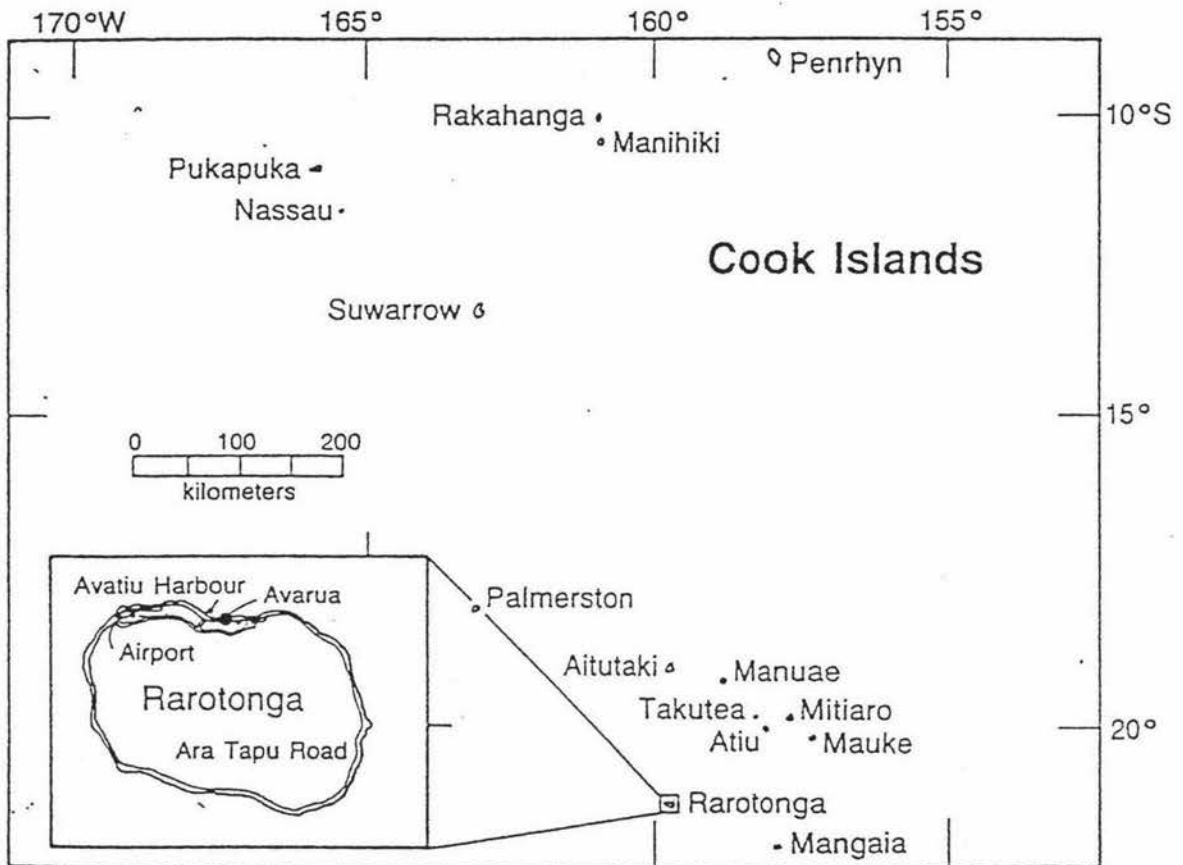 170°W 165° 160° 155°
Penrhyn
Rakahanga
10°S
Manihiki
Pukapuka
Nassau
Cook Islands
Suwarrow
15°
0 100 200
kilometers
Avatiu Harbour
Avarua
Airport
Rarotonga
Ara Tapu Road
Palmerston
Aitutaki
Manuae
Takutea
Mitiaro
Atiu
Mauke
20°
Rarotonga
Mangaia